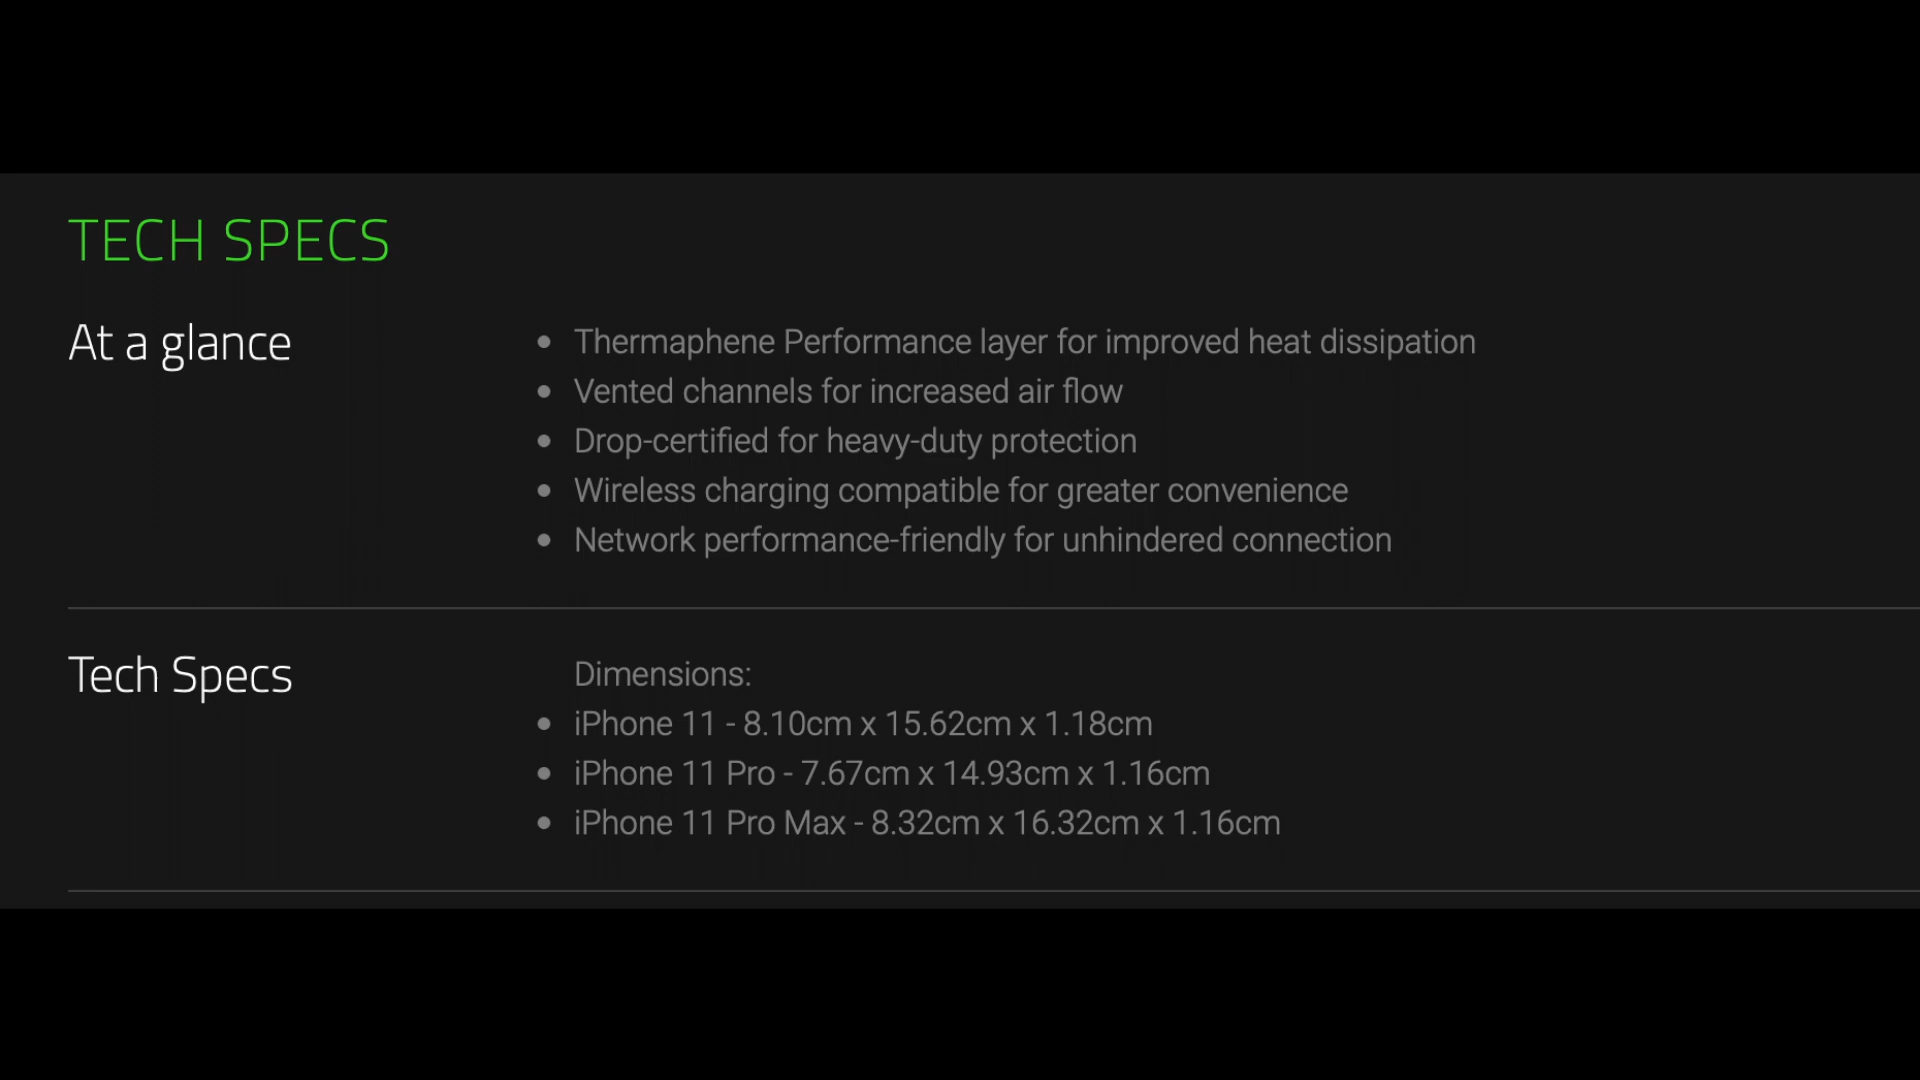 TECH SPECS
At a glance
Thermaphene Performance layer for improved heat dissipation
Vented channels for increased air flow
Drop-certified for heavy-duty protection
Wireless charging compatible for greater convenience
Network performance-friendly for unhindered connection
Tech Specs
Dimensions:
iPhone 11 - 8.10cm x 15.62cm x 1.18cm
iPhone 11 Pro - 7.67cm x 14.93cm x 1.16cm
iPhone 11 Pro Max - 8.32cm x 16.32cm x 1.16cm